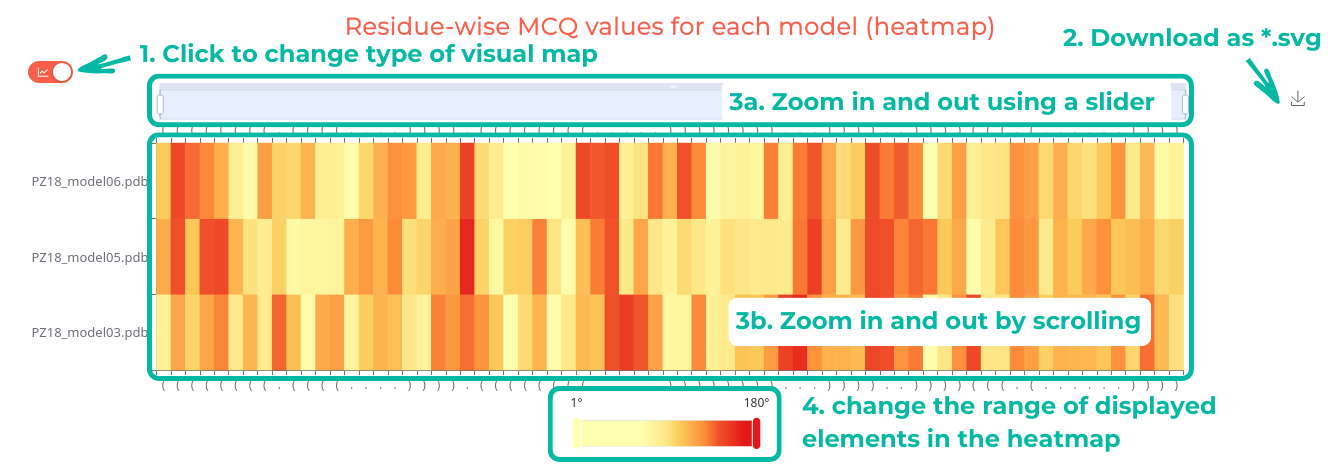 Residue-wise MCQ values for each model (heatmap)
1. Click to change type of visual map
2. Download as *.svg
3a. Zoom in and out using a slider
PZ18_model06.pdb
PZ18_model05.pdb
PZ18_model03.pdb
3b. Zoom in and out by scrolling
1°
180°
4. change the range of displayed
elements in the heatmap